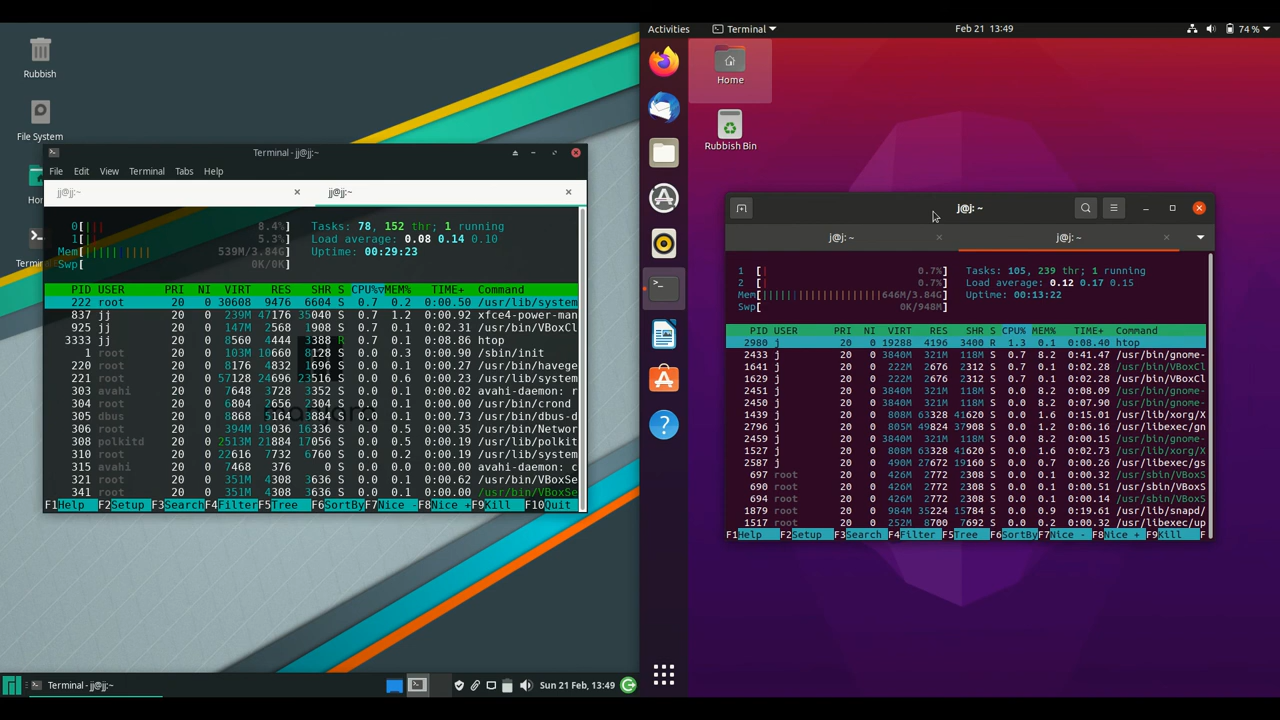 Rubbish
File System
Terminal - jj@jj:~
File Edit View Terminal Tabs Help
jj@jj:~ jj@jj:~
0[||| 8.4%] Tasks: 78, 152 thr; 1 running
1[|| 5.3%] Load average: 0.08 0.14 0.10
539M/3.84G] Uptime: 00:29:23
Swp[ 0K/0K]
PID USER PRI NI VIRT RES SHR S CPU%▽MEM% TIME+ Command
222 root 20 0 30608 9476 6604 S 0.7 0.2 0:00.50 /usr/lib/system
837 jj 20 0 239M 47176 35040 S 0.7 1.2 0:00.92 xfce4-power-man
925 jj 20 0 147M 2568 1908 S 0.7 0.1 0:02.31 /usr/bin/VBoxCl
3333 jj 20 0 8560 4444 3388 R 0.7 0.1 0:08.86 htop
1 root 20 0 103M 10660 8128 S 0.0 0.3 0:00.90 /sbin/init
220 root 20 0 8176 4832 1696 S 0.0 0.1 0:00.27 /usr/bin/havege
221 root 20 0 57128 24696 23516 S 0.0 0.6 0:00.23 /usr/lib/system
303 avahi 20 0 7648 3728 3352 S 0.0 0.1 0:00.02 avahi-daemon: r
304 root 20 0 6804 2656 2304 S 0.0 0.1 0:00.00 /usr/bin/crond
305 dbus 20 0 8868 5164 3884 S 0.0 0.1 0:00.73 /usr/bin/dbus-d
306 root 20 0 394M 19036 16336 S 0.0 0.5 0:00.35 /usr/bin/Networ
308 polkitd 20 0 2513M 21884 17056 S 0.0 0.5 0:00.19 /usr/lib/polkit
310 root 20 0 22616 7732 6760 S 0.0 0.2 0:00.10 /usr/lib/system
315 avahi 20 0 7468 376 0 S 0.0 0.0 0:00.00 avahi-daemon: c
321 root 20 0 351M 4308 3636 S 0.0 0.1 0:00.42 /usr/bin/VBoxSe
341 root 20 0 351M 4308 3636 S 0.0 0.1 0:00.00 /usr/bin/VBoxSe
F1Help F2Setup F3Search F4Filter F5Tree F6SortBy F7Nice - F8Nice + F9Kill F10Quit
Terminal - jj@jj:~
Sun 21 Feb, 13:49
Activities Terminal Feb 21 13:49 74 %
Home
Rubbish Bin
j@j: ~
j@j: ~ j@j: ~
1 [| 0.7%] Tasks: 105, 239 thr; 1 running
2 [| 0.7%] Load average: 0.12 0.17 0.15
646M/3.84G] Uptime: 00:13:22
Swp[ 0K/948M]
PID USER PRI NI VIRT RES SHR S CPU% MEM% TIME+ Command
2980 j 20 0 19288 4196 3400 R 1.3 0.1 0:08.40 htop
2433 j 20 0 3840M 321M 118M S 0.7 8.2 0:41.47 /usr/bin/gnome-
1641 j 20 0 222M 2676 2312 S 0.7 0.1 0:02.28 /usr/bin/VBoxCl
1629 j 20 0 222M 2676 2312 S 0.7 0.1 0:02.28 /usr/bin/VBoxCl
2451 j 20 0 3840M 321M 118M S 0.0 8.2 0:08.09 /usr/bin/gnome-
2450 j 20 0 3840M 321M 118M S 0.0 8.2 0:07.90 /usr/bin/gnome-
1439 j 20 0 808M 63328 41620 S 0.0 1.6 0:15.01 /usr/lib/xorg/X
2796 j 20 0 805M 49824 37908 S 0.0 1.2 0:06.16 /usr/libexec/gn
2459 j 20 0 3840M 321M 118M S 0.0 8.2 0:00.15 /usr/bin/gnome-
1527 j 20 0 808M 63328 41620 S 0.0 1.6 0:02.73 /usr/lib/xorg/X
2587 j 20 0 490M 27672 19160 S 0.0 0.7 0:00.26 /usr/libexec/gs
697 root 20 0 426M 2772 2308 S 0.0 0.1 0:00.32 /usr/sbin/VBoxS
690 root 20 0 426M 2772 2308 S 0.0 0.1 0:00.51 /usr/sbin/VBoxS
694 root 20 0 426M 2772 2308 S 0.0 0.1 0:00.14 /usr/sbin/VBoxS
1879 root 20 0 984M 35224 15784 S 0.0 0.9 0:19.61 /usr/lib/snapd/
1517 root 20 0 252M 8700 7692 S 0.0 0.2 0:00.32 /usr/libexec/up
F1Help F2Setup F3Search F4Filter F5Tree F6SortBy F7Nice - F8Nice + F9Kill F